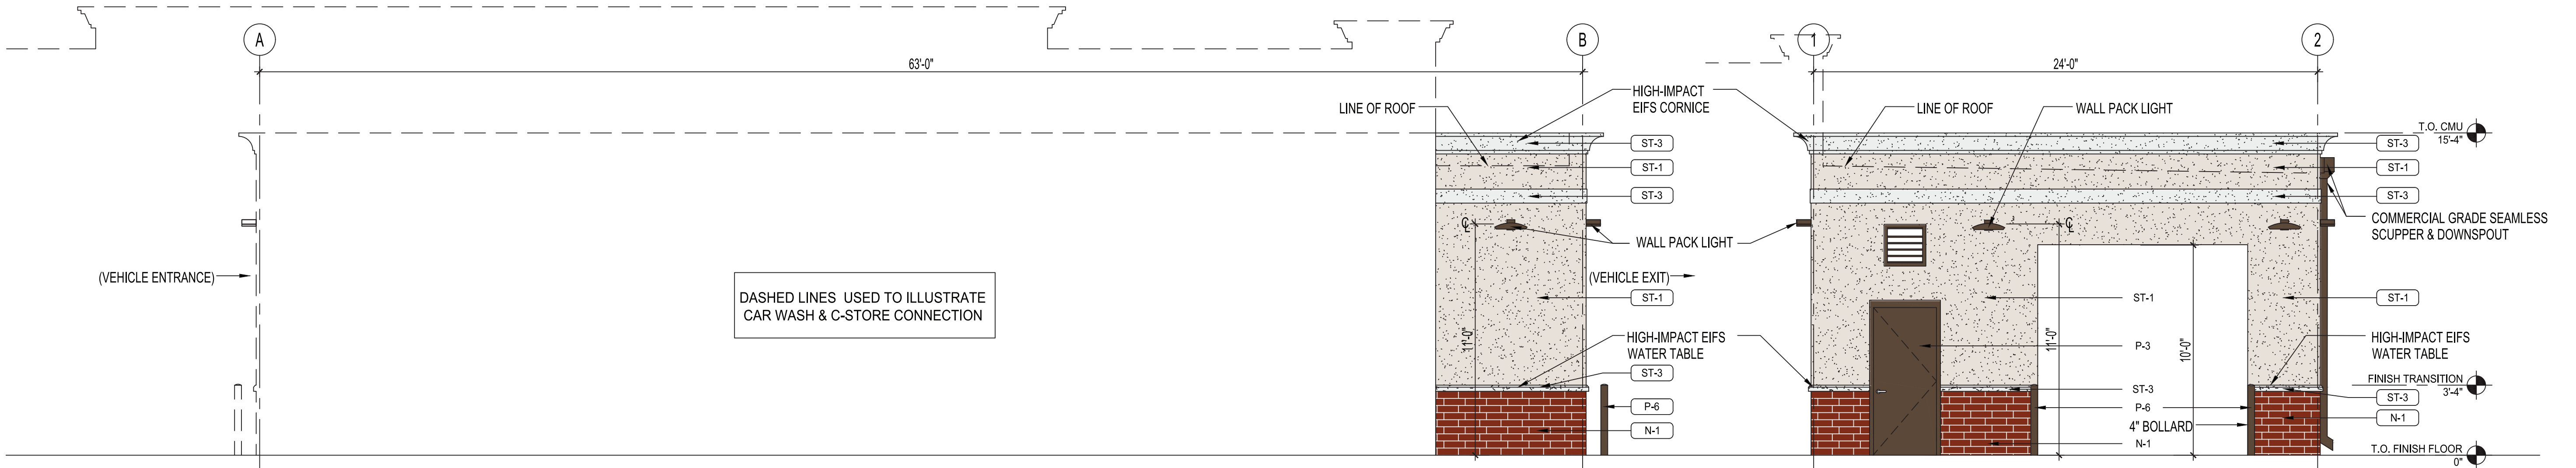 A
B
1
2
63'-0"
24'-0"
LINE OF ROOF
HIGH-IMPACT
EIFS CORNICE
LINE OF ROOF
WALL PACK LIGHT
T.O. CMU
15'-4"
ST-3
ST-3
ST-1
ST-1
ST-3
ST-3
COMMERCIAL GRADE SEAMLESS
SCUPPER & DOWNSPOUT
℄
℄
WALL PACK LIGHT
(VEHICLE ENTRANCE)
(VEHICLE EXIT)
DASHED LINES USED TO ILLUSTRATE
CAR WASH & C-STORE CONNECTION
ST-1
ST-1
ST-1
11'-0"
11'-0"
10'-0"
HIGH-IMPACT EIFS
WATER TABLE
P-3
HIGH-IMPACT EIFS
WATER TABLE
ST-3
FINISH TRANSITION
3'-4"
ST-3
ST-3
P-6
P-6
N-1
4" BOLLARD
N-1
N-1
T.O. FINISH FLOOR
0"